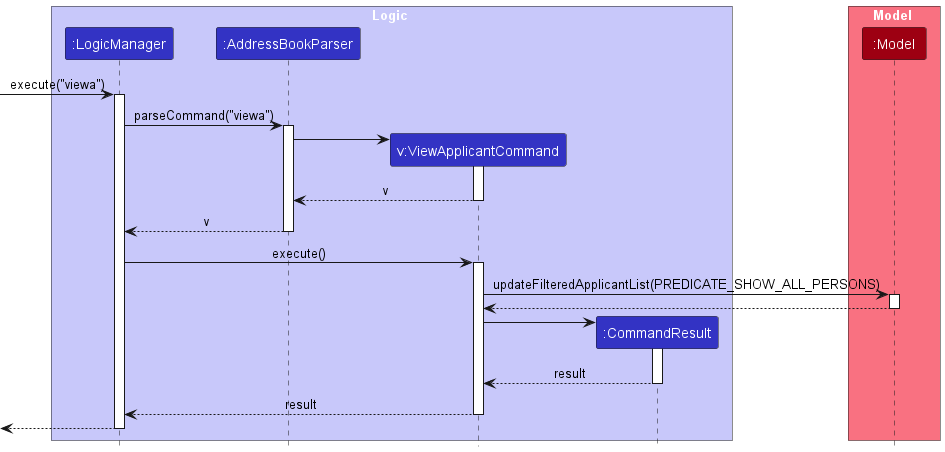 Logic
Model
:LogicManager
:AddressBookParser
:Model
execute("viewa")
parseCommand("viewa")
v:ViewApplicantCommand
v
v
execute()
updateFilteredApplicantList(PREDICATE_SHOW_ALL_PERSONS)
:CommandResult
result
result